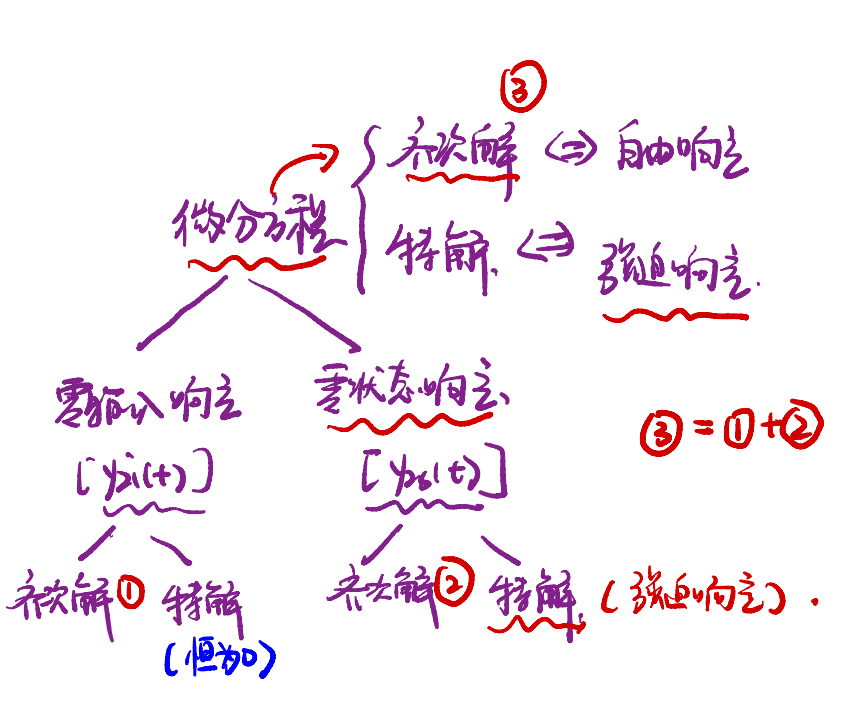 ③
齐次解 <=> 自由响应
微分方程
特解. <=> 强迫响应.
零输入响应 零状态响应、
③=①+②
[yzi(t)] [yzs(t)]
齐次解① 特解 齐次解② 特解. (强迫响应).
(恒为0)